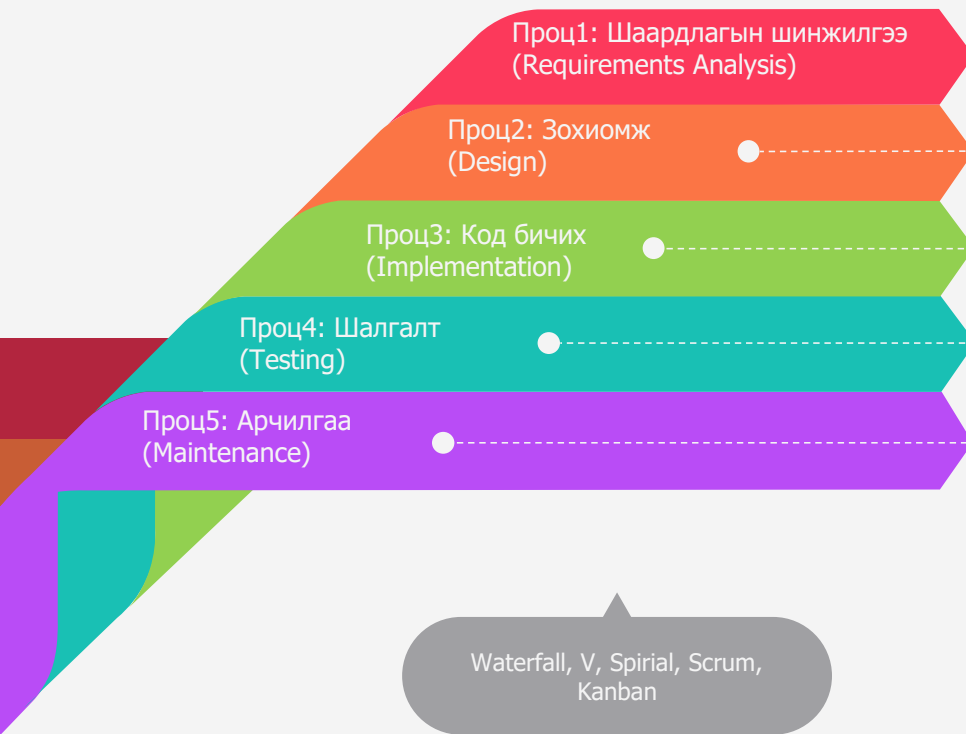 Проц1: Шаардлагын шинжилгээ
(Requirements Analysis)
Проц2: Зохиомж
(Design)
Проц3: Код бичих
(Implementation)
Проц4: Шалгалт
(Testing)
Проц5: Арчилгаа
(Maintenance)
Waterfall, V, Spirial, Scrum,
Kanban